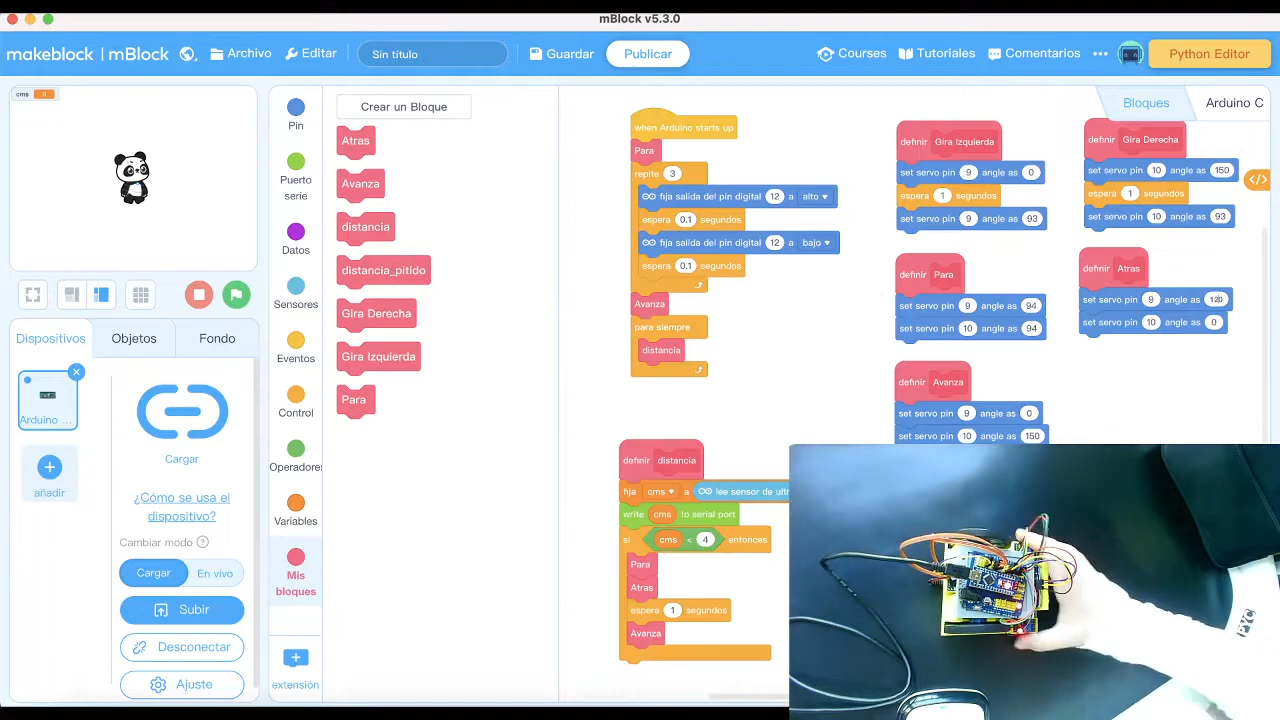 mBlock v5.3.0
makeblock | mBlock
Archivo
Editar
Sin título
Guardar
Publicar
Courses
Tutoriales
Comentarios
Python Editor
cms
Dispositivos
Objetos
Fondo
Arduino ...
añadir
Cargar
¿Cómo se usa el
dispositivo?
Cambiar modo
Cargar
En vivo
Subir
Desconectar
Ajuste
Pin
Puerto
serie
Datos
Sensores
Eventos
Control
Operadores
Variables
Mis
bloques
extensión
Crear un Bloque
Atras
Avanza
distancia
distancia_pitido
Gira Derecha
Gira Izquierda
Para
when Arduino starts up
Para
repite 3
fija salida del pin digital 12 a alto
espera 0.1 segundos
fija salida del pin digital 12 a bajo
espera 0.1 segundos
Avanza
para siempre
distancia
definir distancia
fija cms a lee sensor de ultr
write cms to serial port
si cms < 4 entonces
Para
Atras
espera 1 segundos
Avanza
Bloques
Arduino C
definir Gira Izquierda
set servo pin 9 angle as 0
espera 1 segundos
set servo pin 9 angle as 93
definir Gira Derecha
set servo pin 10 angle as 150
espera 1 segundos
set servo pin 10 angle as 93
definir Para
set servo pin 9 angle as 94
set servo pin 10 angle as 94
definir Atras
set servo pin 9 angle as 120
set servo pin 10 angle as 0
definir Avanza
set servo pin 9 angle as 0
set servo pin 10 angle as 150